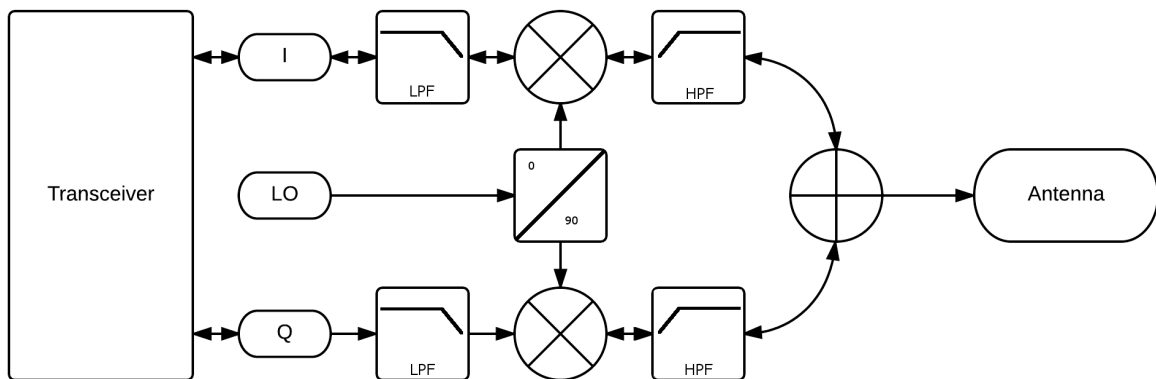 I
LPF
HPF
Transceiver
LO
0
90
Antenna
Q
LPF
HPF